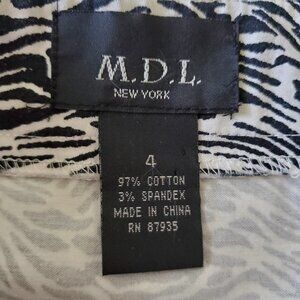 M.D.L.
NEW YORK
4
97% COTTON
3% SPANDEX
MADE IN CHINA
RN 87935